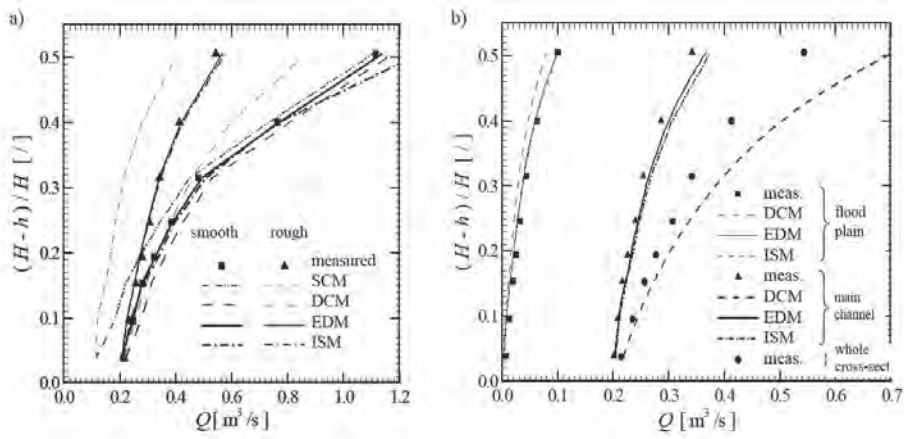 a)
(H - h) / H [ / ]
0.5
0.4
0.3
0.2
0.1
0.0
smooth rough
measured
SCM
DCM
EDM
ISM
0.0 0.2 0.4 0.6 0.8 1.0 1.2
Q[m³/s]
b)
(H - h) / H [ / ]
0.5
0.4
0.3
0.2
0.1
0.0
meas.
DCM
EDM
ISM
flood
plain
meas.
DCM
EDM
ISM
main
channel
meas.
whole
cross-sect
0.0 0.1 0.2 0.3 0.4 0.5 0.6 0.7
Q [m³/s]